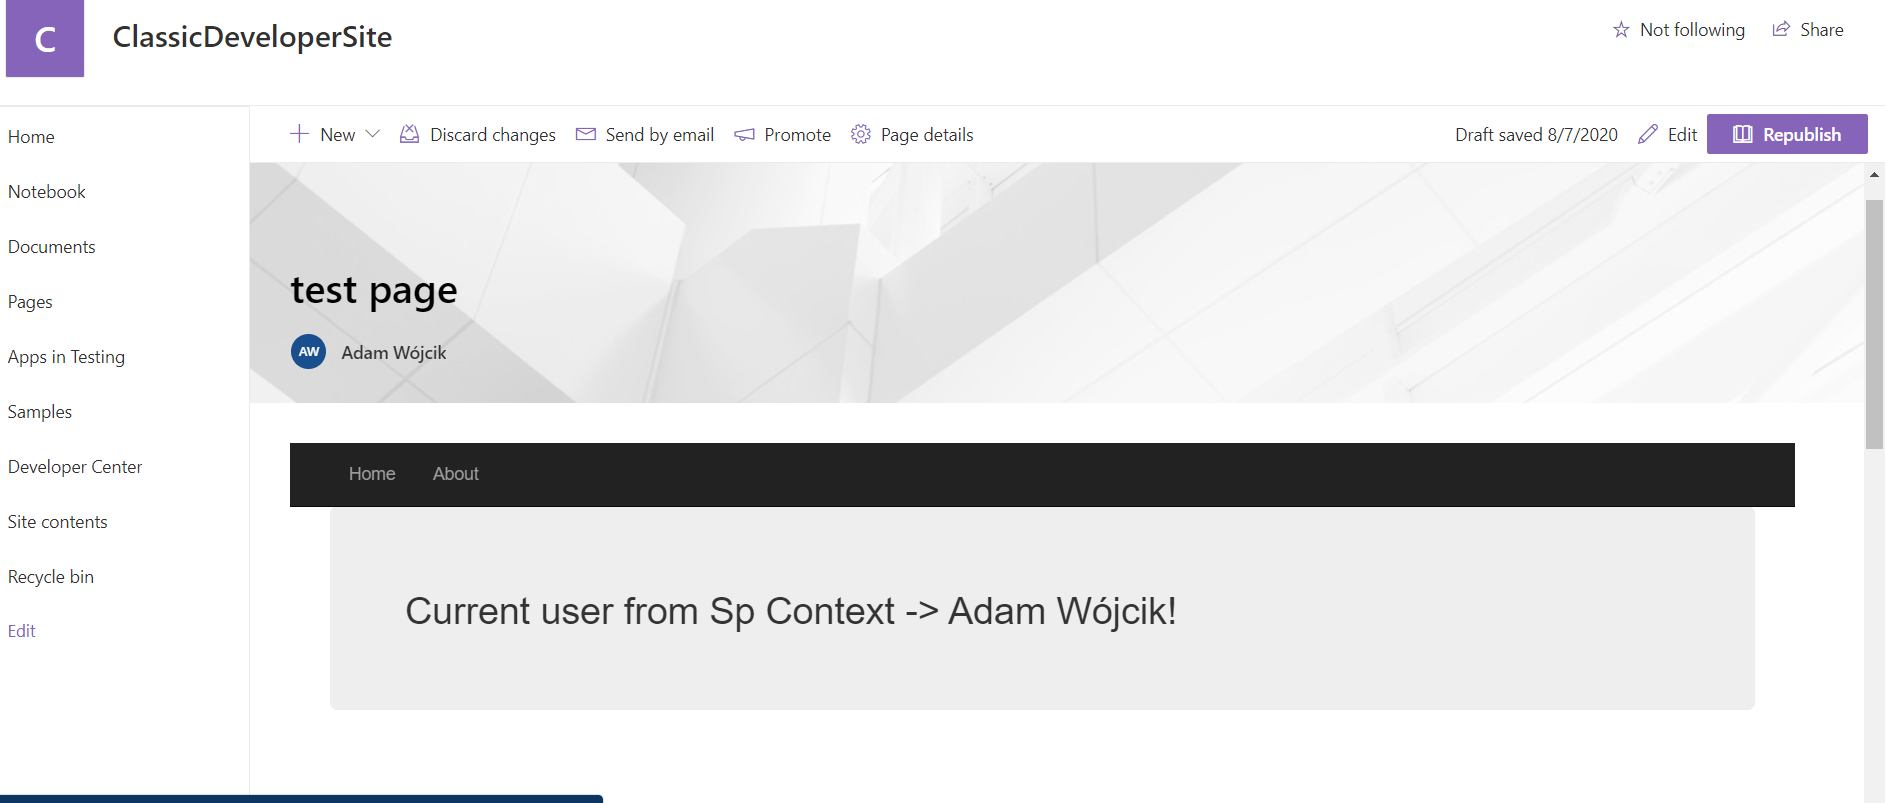 C
ClassicDeveloperSite
Not following Share
Home
Notebook
Documents
Pages
Apps in Testing
Samples
Developer Center
Site contents
Recycle bin
Edit
New Discard changes Send by email Promote Page details Draft saved 8/7/2020 Edit Republish
test page
AW Adam Wójcik
Home About
Current user from Sp Context -> Adam Wójcik!